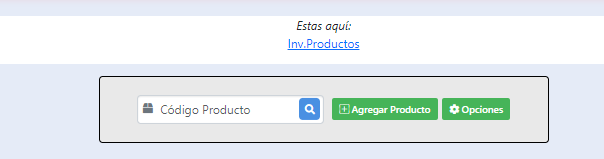 Estas aquí:
Inv.Productos
Código Producto Agregar Producto Opciones